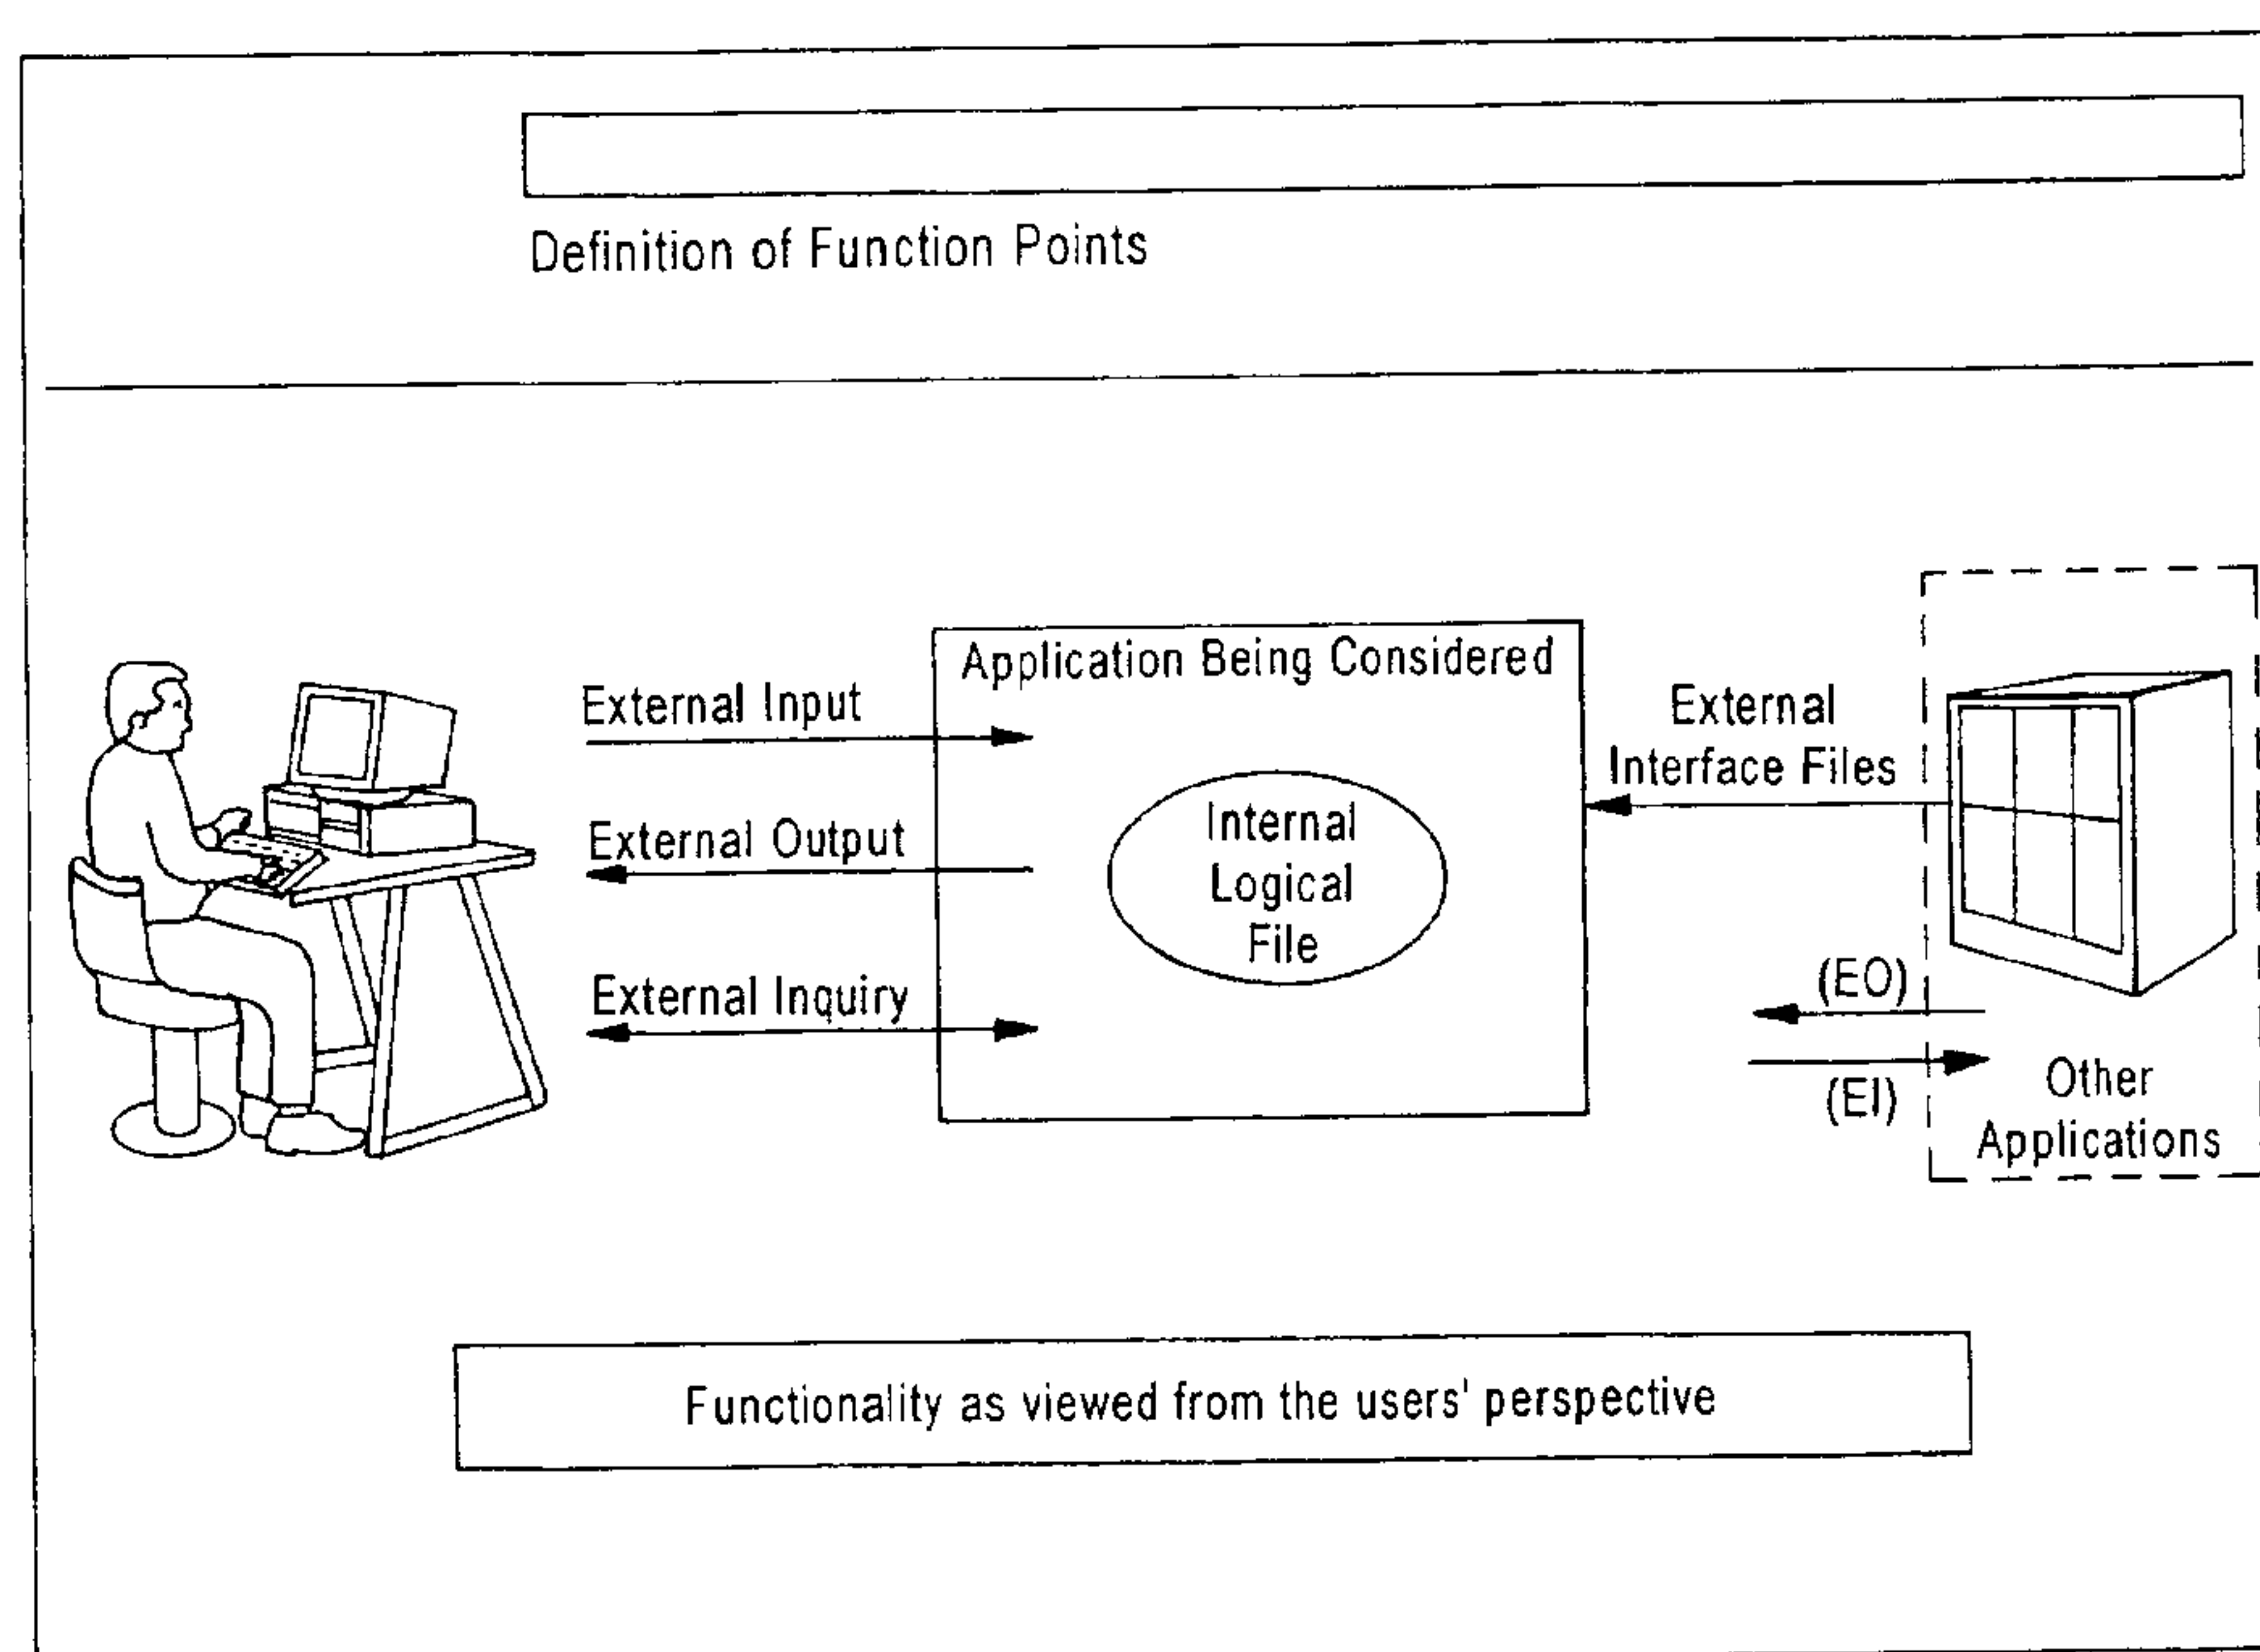 Definition of Function Points
Application Being Considered
External Input
External Output
External Inquiry
Internal
Logical
File
External
Interface Files
(EO)
(EI)
Other
Applications
Functionality as viewed from the users' perspective